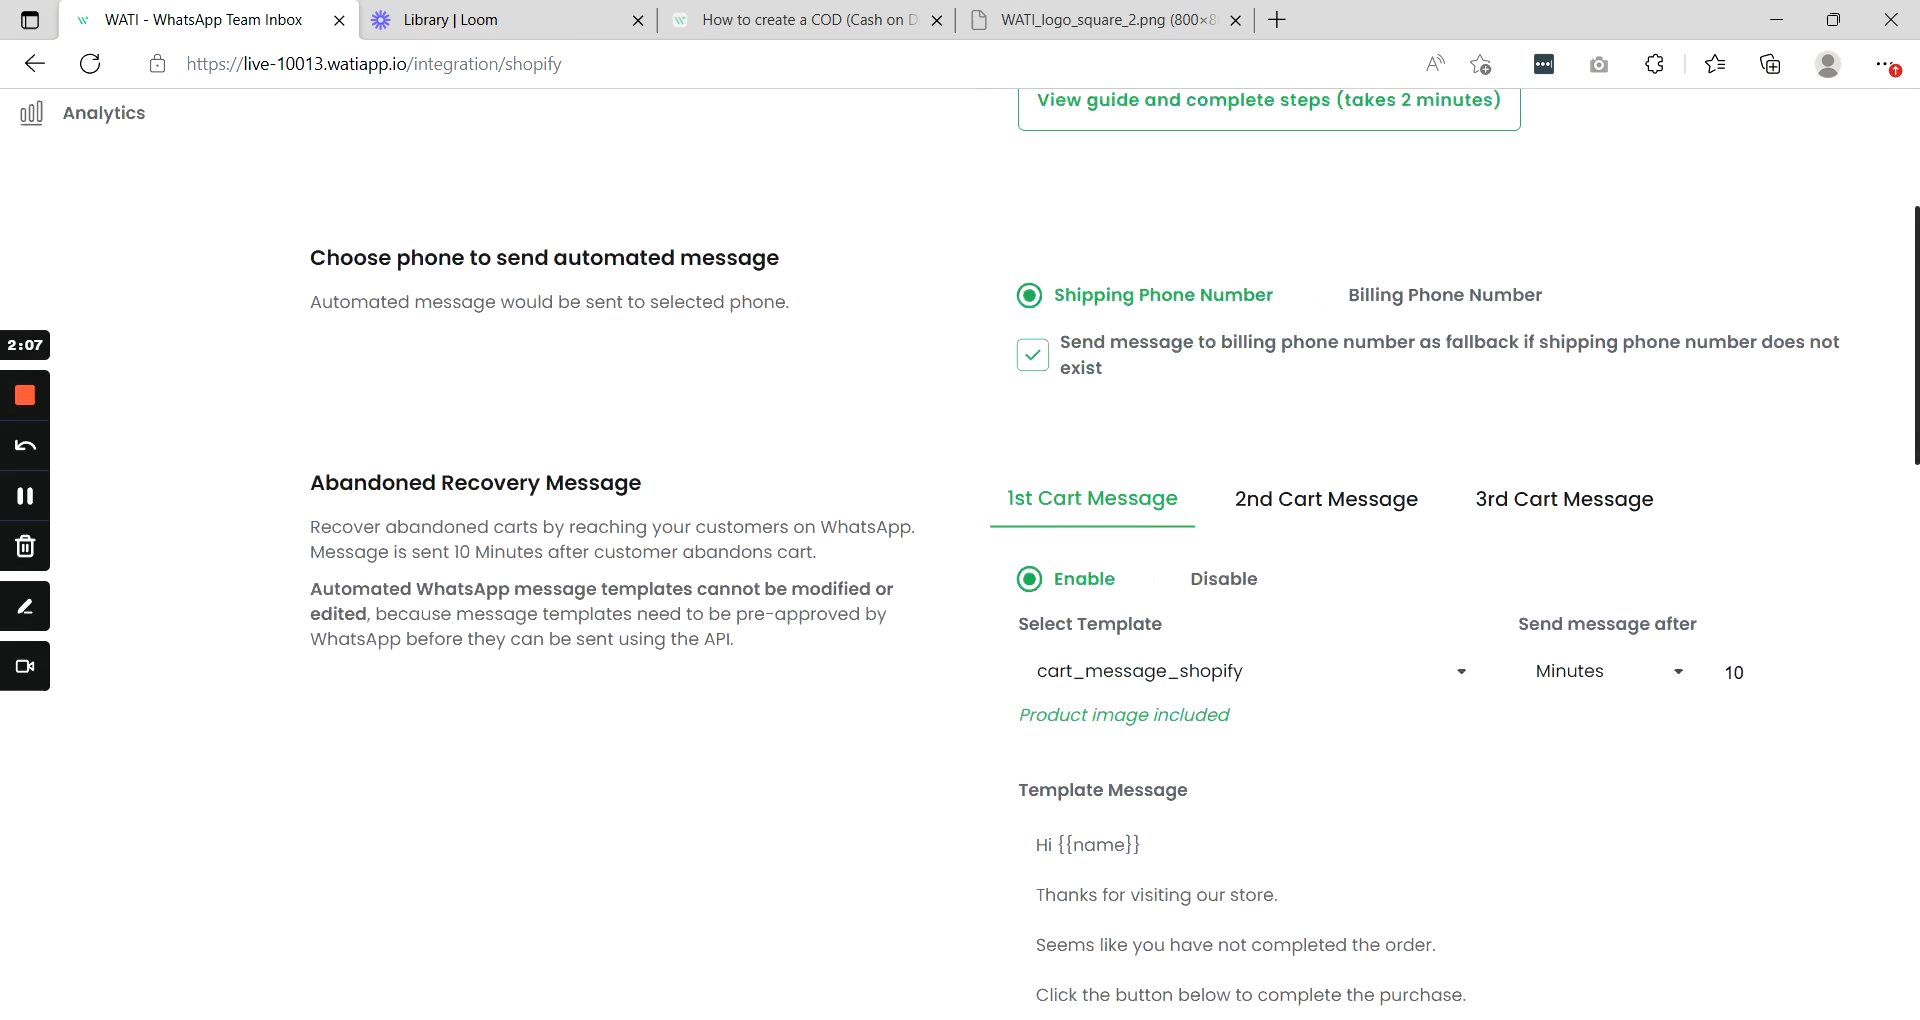 WATI - WhatsApp Team Inbox
Library | Loom
How to create a COD (Cash on D
WATI_logo_square_2.png (800×8
https://live-10013.watiapp.io/integration/shopify
Analytics
View guide and complete steps (takes 2 minutes)
Choose phone to send automated message
Automated message would be sent to selected phone.
Shipping Phone Number
Billing Phone Number
Send message to billing phone number as fallback if shipping phone number does not
exist
2:07
Abandoned Recovery Message
Recover abandoned carts by reaching your customers on WhatsApp.
Message is sent 10 Minutes after customer abandons cart.
Automated WhatsApp message templates cannot be modified or
edited, because message templates need to be pre-approved by
WhatsApp before they can be sent using the API.
1st Cart Message
2nd Cart Message
3rd Cart Message
Enable
Disable
Select Template
Send message after
cart_message_shopify
Minutes
10
Product image included
Template Message
Hi {{name}}
Thanks for visiting our store.
Seems like you have not completed the order.
Click the button below to complete the purchase.